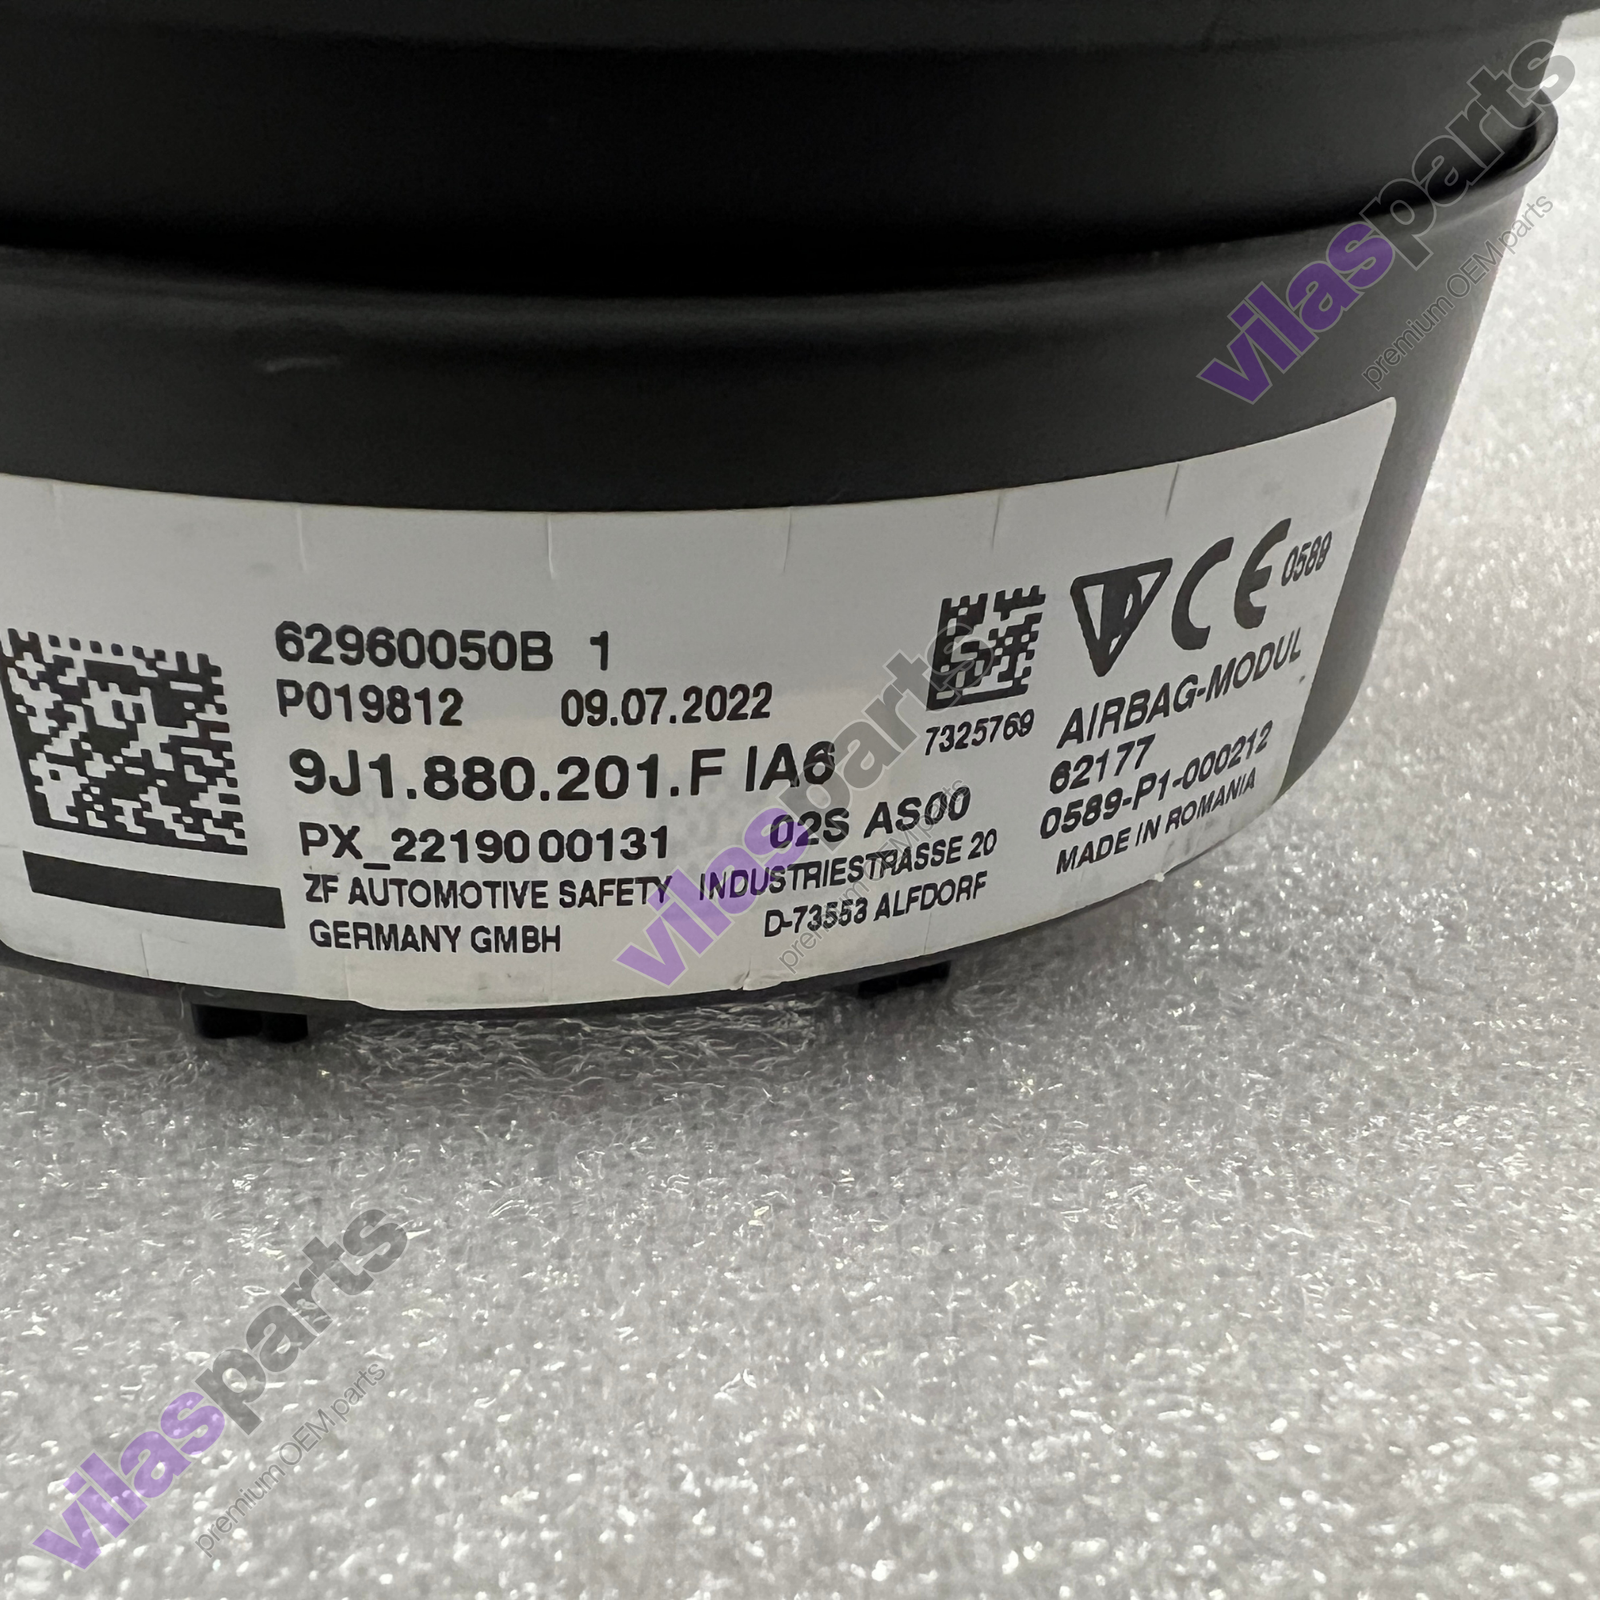 vilasparts
premium OEM parts
62960050B 1
P019812 09.07.2022
9J1.880.201.F IA6
PX_22190 00131 02S AS00
ZF AUTOMOTIVE SAFETY INDUSTRIESTRASSE 20
GERMANY GMBH D-73553 ALFDORF
7325769
CE 0589
AIRBAG-MODUL
62177
0589-P1-000212
MADE IN ROMANIA
vilasparts
premium OEM parts
vilasparts
premium OEM parts